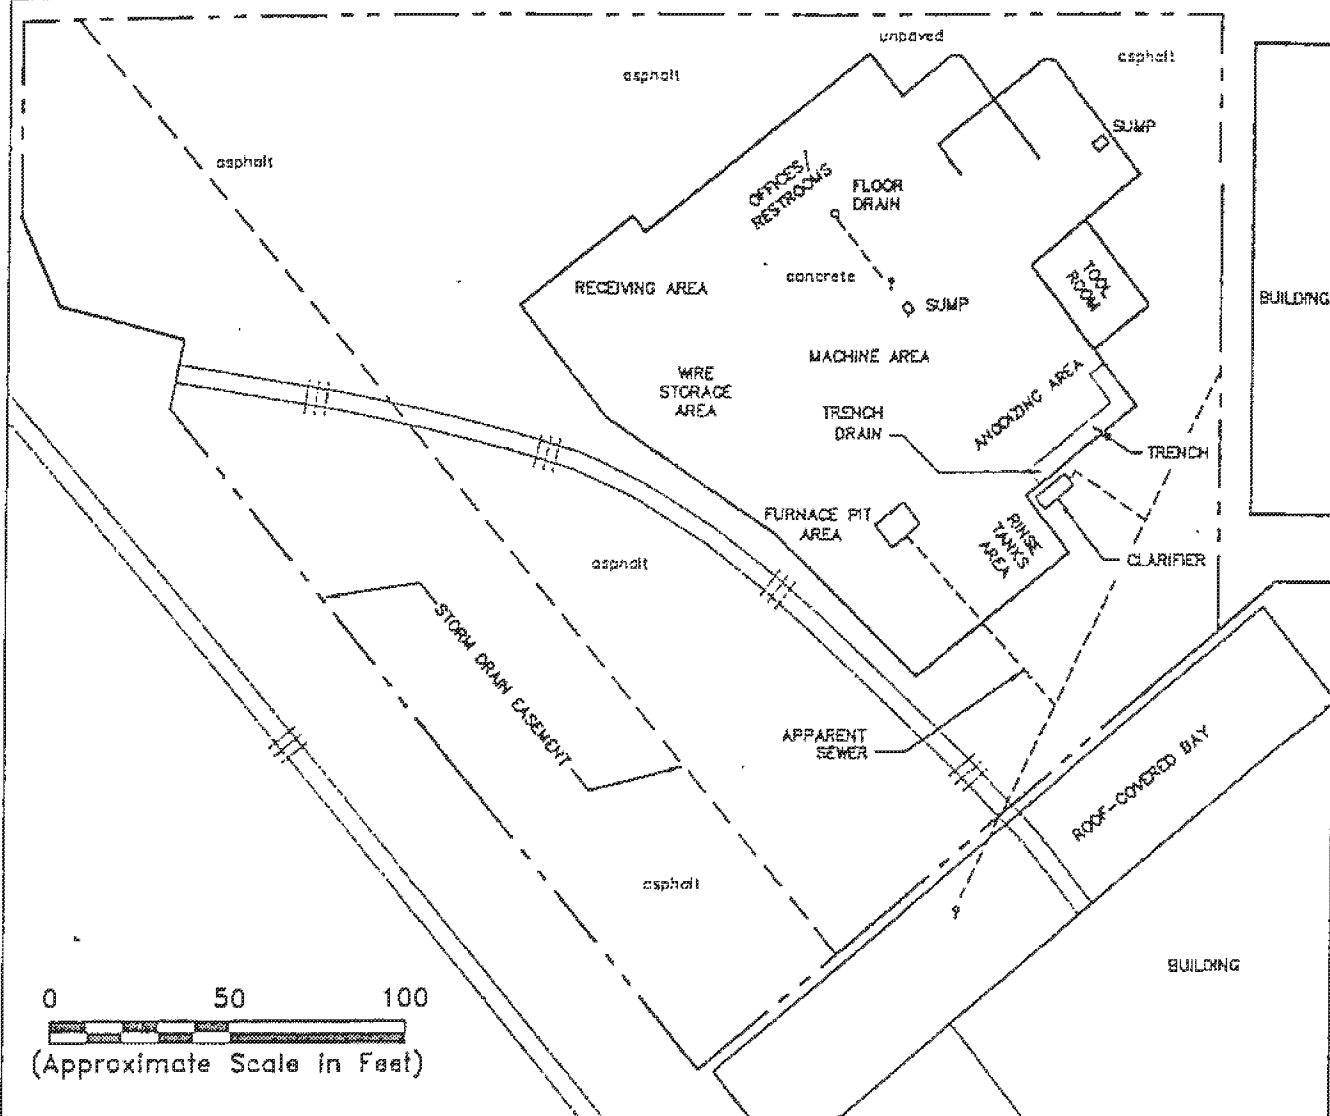 unpaved
asphalt
asphalt
SUMP
asphalt
OFFICES/
RESTROOMS
FLOOR
DRAIN
concrete
?
TOOL
ROOM
RECEIVING AREA
SUMP
BUILDING
MACHINE AREA
WIRE
STORAGE
AREA
ANODIZING AREA
TRENCH
DRAIN
TRENCH
FURNACE PIT
AREA
RINSE
TANKS
AREA
CLARIFIER
asphalt
STORM DRAIN EASEMENT
APPARENT
SEWER
ROOF-COVERED BAY
asphalt
?
BUILDING
0 50 100
(Approximate Scale in Feet)